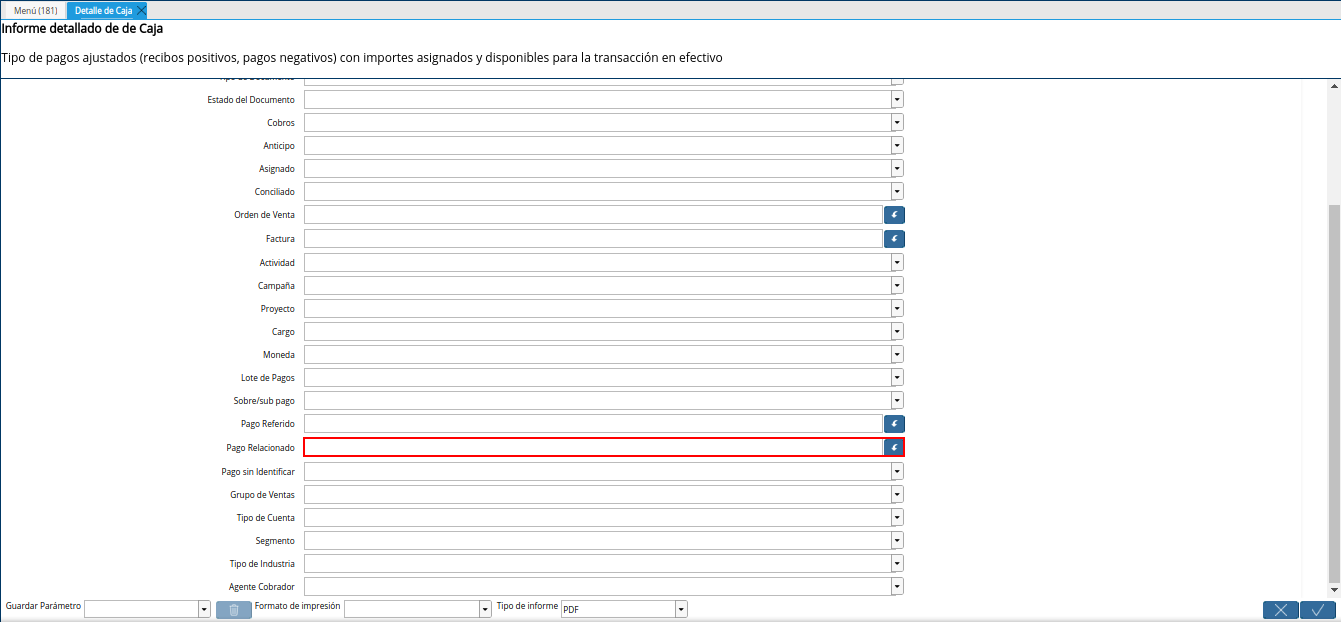 Menú (181) Detalle de Caja
Informe detallado de de Caja
Tipo de pagos ajustados (recibos positivos, pagos negativos) con importes asignados y disponibles para la transacción en efectivo
Estado del Documento
Cobros
Anticipo
Asignado
Conciliado
Orden de Venta
Factura
Actividad
Campaña
Proyecto
Cargo
Moneda
Lote de Pagos
Sobre/sub pago
Pago Referido
Pago Relacionado
Pago sin Identificar
Grupo de Ventas
Tipo de Cuenta
Segmento
Tipo de Industria
Agente Cobrador
Guardar Parámetro Formato de impresión Tipo de informe PDF